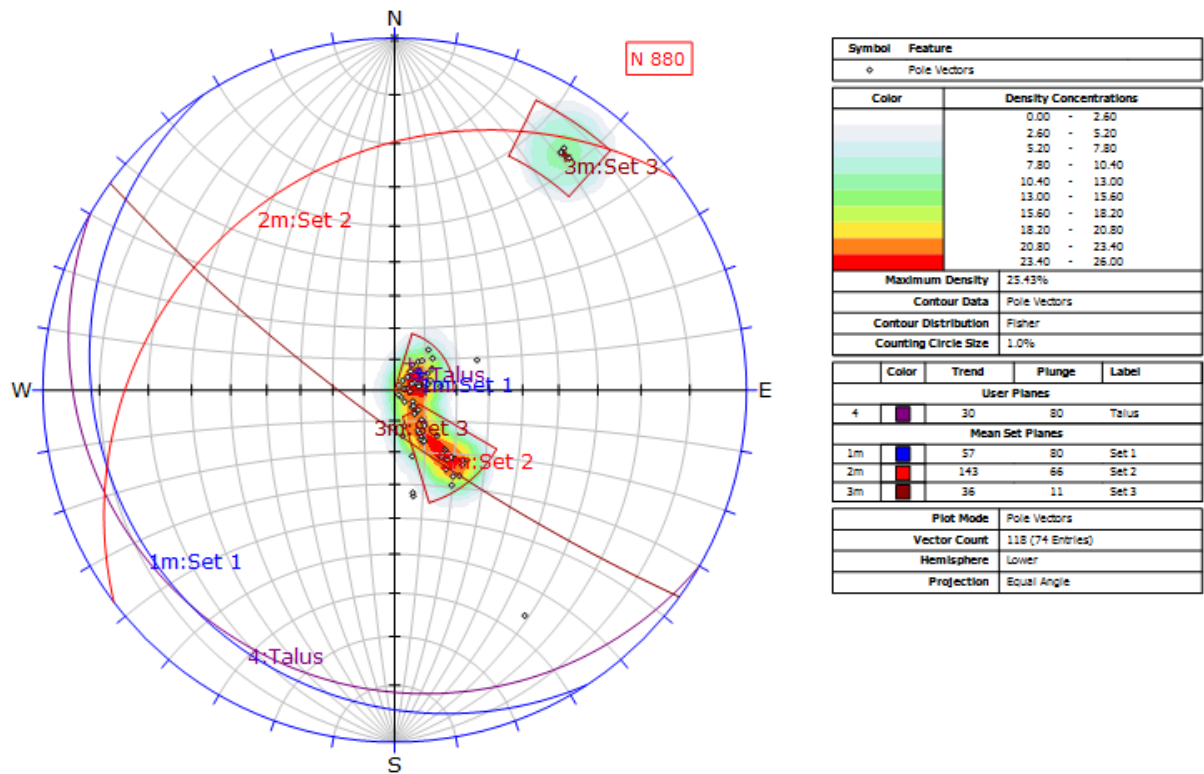 N
N 880
3m:Set 3
2m:Set 2
W
E
Talus
1m:Set 1
3m:Set 3
2m:Set 2
1m:Set 1
4:Talus
S
Symbol Feature
Pole Vectors
Color Density Concentrations
0.00 - 2.60
2.60 - 5.20
5.20 - 7.80
7.80 - 10.40
10.40 - 13.00
13.00 - 15.60
15.60 - 18.20
18.20 - 20.80
20.80 - 23.40
23.40 - 26.00
Maximum Density 25.43%
Contour Data Pole Vectors
Contour Distribution Fisher
Counting Circle Size 1.0%
Color Trend Plunge Label
User Planes
4 30 80 Talus
Mean Set Planes
1m 57 80 Set 1
2m 143 66 Set 2
3m 36 11 Set 3
Plot Mode Pole Vectors
Vector Count 118 (74 Entries)
Hemisphere Lower
Projection Equal Angle